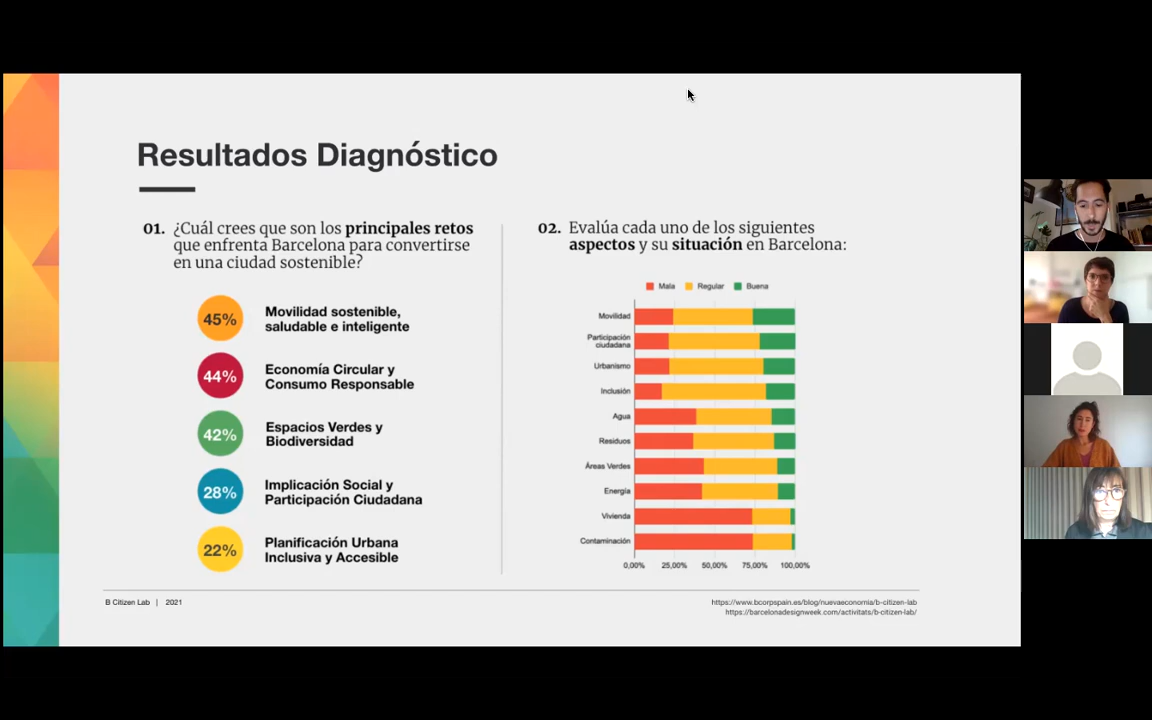 Resultados Diagnóstico
01. ¿Cuál crees que son los principales retos
que enfrenta Barcelona para convertirse
en una ciudad sostenible?
45%
Movilidad sostenible,
saludable e inteligente
44%
Economía Circular y
Consumo Responsable
42%
Espacios Verdes y
Biodiversidad
28%
Implicación Social y
Participación Ciudadana
22%
Planificación Urbana
Inclusiva y Accesible
02. Evalúa cada uno de los siguientes
aspectos y su situación en Barcelona:
Mala Regular Buena
Movilidad
Participación
ciudadana
Urbanismo
Inclusión
Agua
Residuos
Áreas Verdes
Energía
Vivienda
Contaminación
0,00% 25,00% 50,00% 75,00% 100,00%
B Citizen Lab | 2021
https://www.bcorpspain.es/blog/nuevaeconomia/b-citizen-lab
https://barcelonadesignweek.com/activitats/b-citizen-lab/